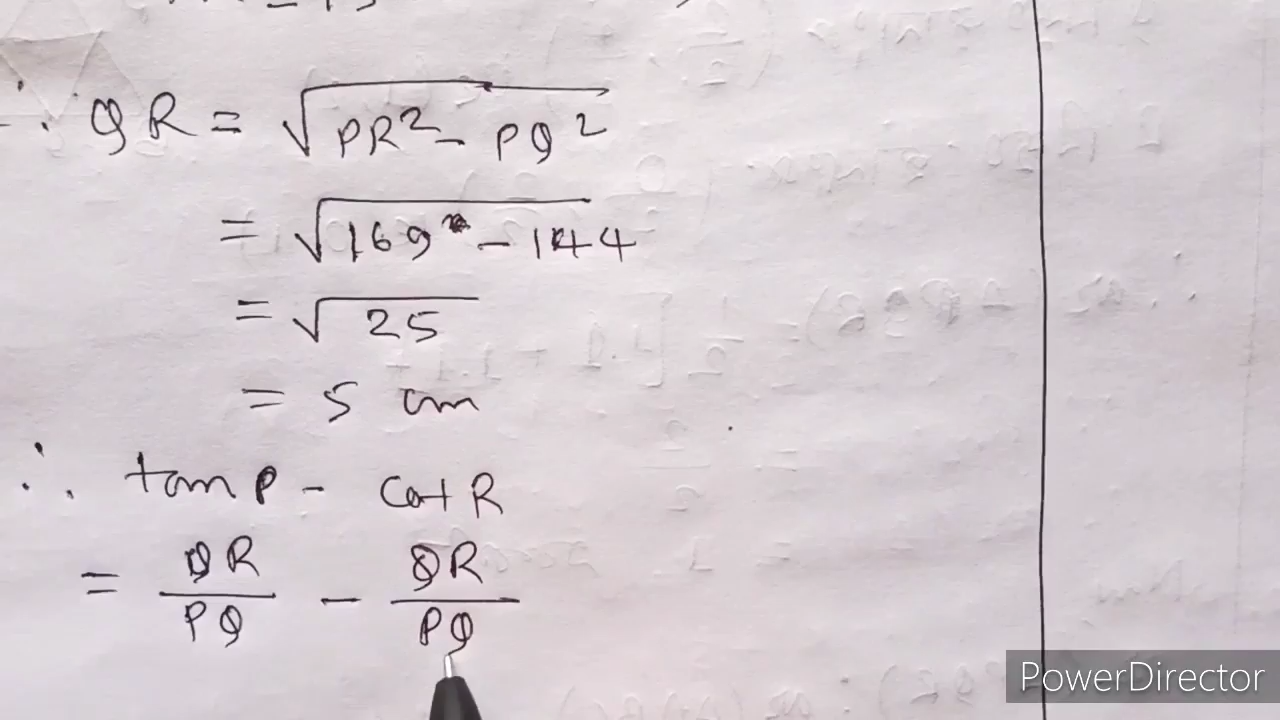 ∴ QR = √PR² - PQ²
= √169 - 144
= √25
= 5 cm
∴ tan P - Cot R
= QR/PQ - QR/PQ
PowerDirector